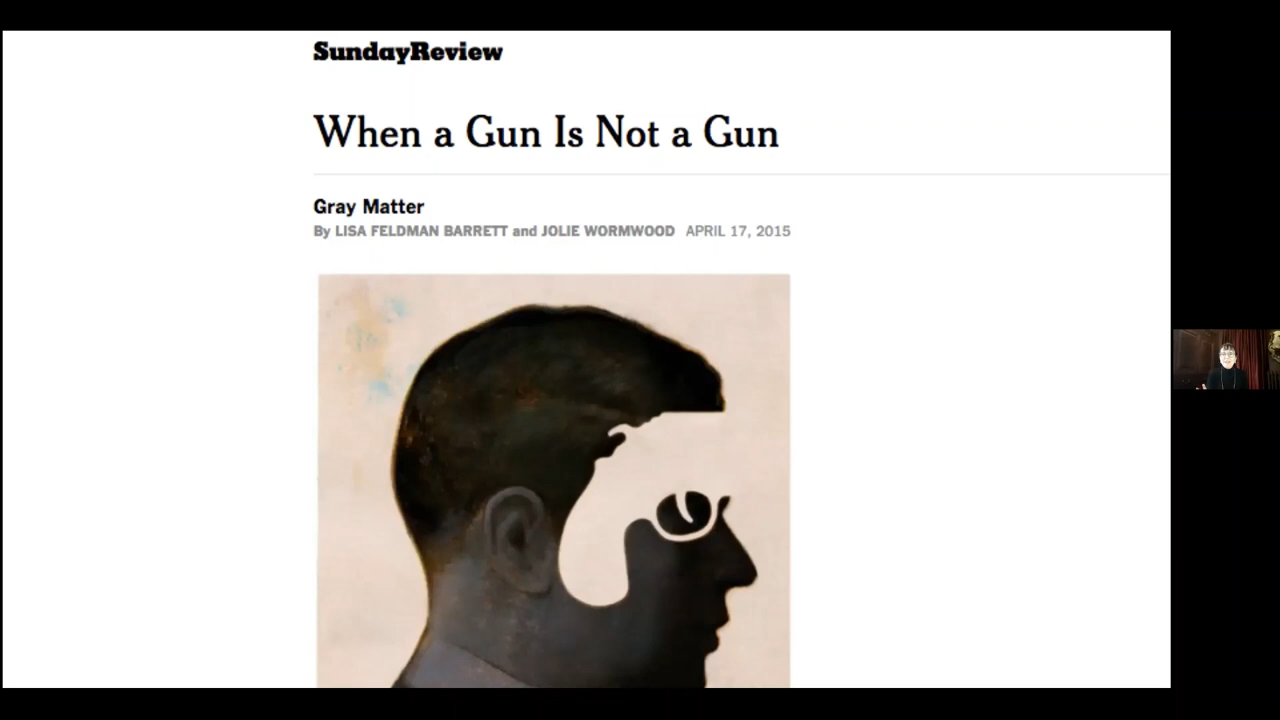 SundayReview
When a Gun Is Not a Gun
Gray Matter
By LISA FELDMAN BARRETT and JOLIE WORMWOOD APRIL 17, 2015